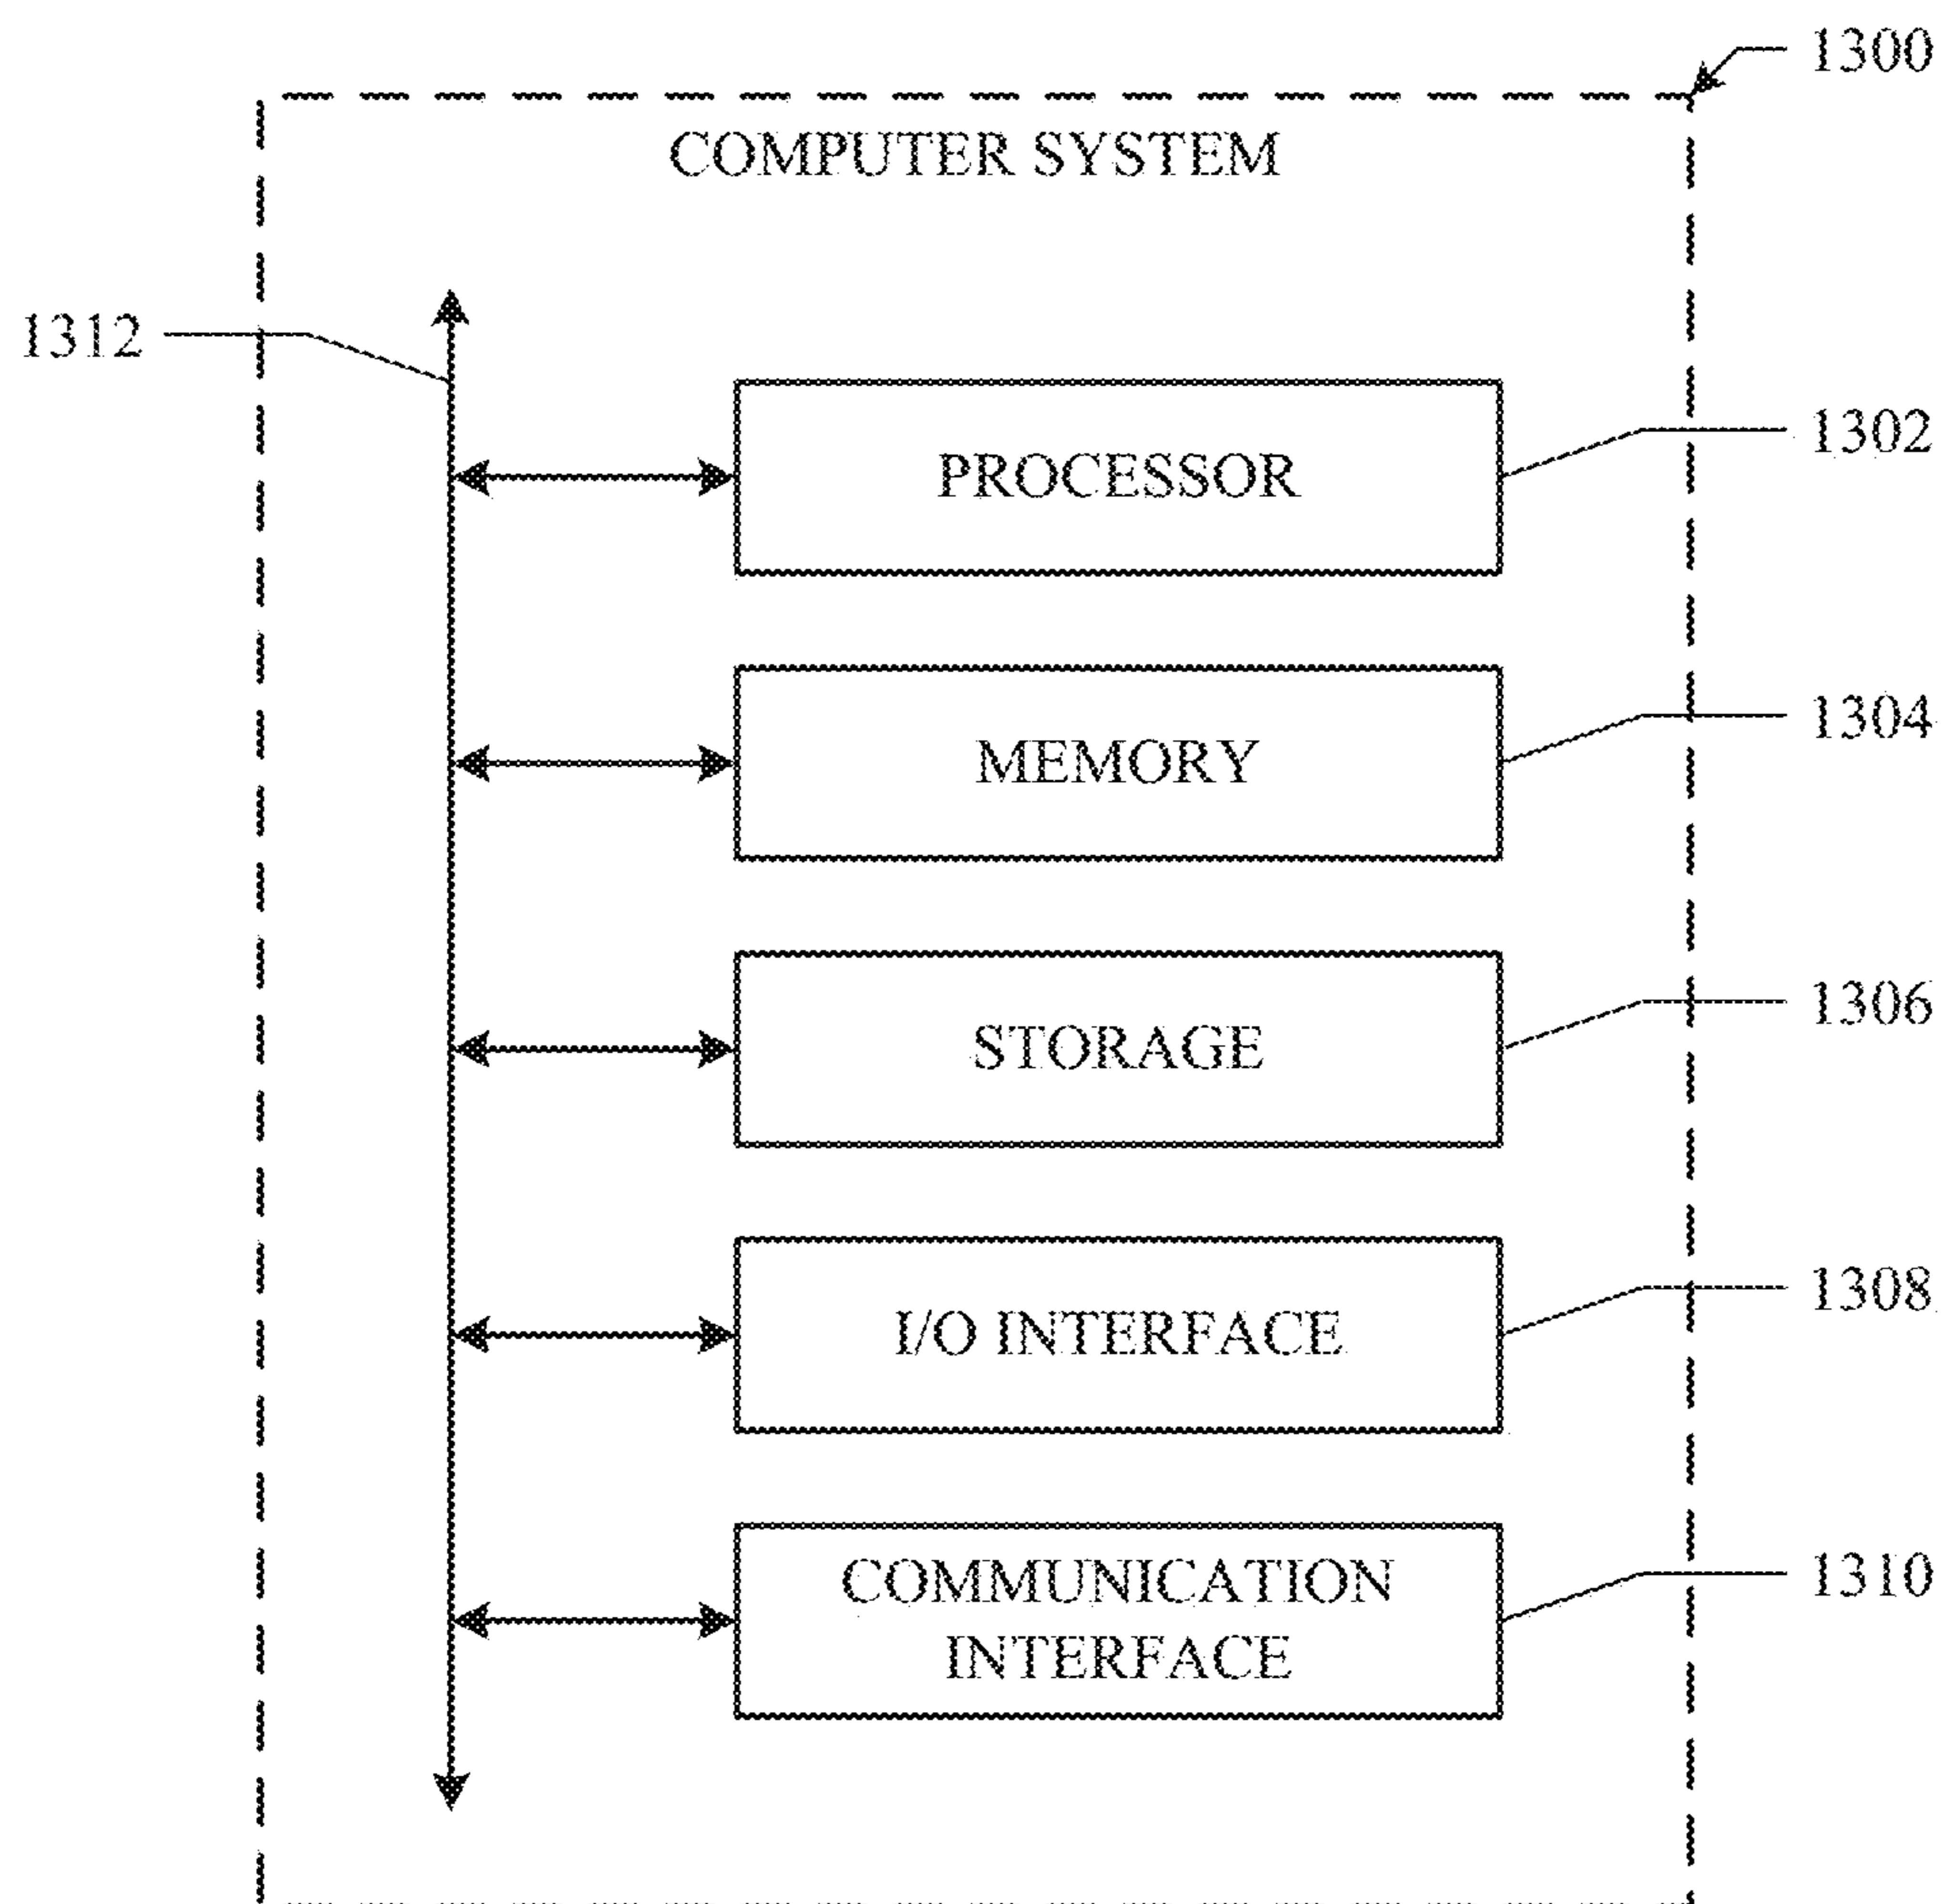 1300
COMPUTER SYSTEM
1312
PROCESSOR
1302
MEMORY
1304
STORAGE
1306
I/O INTERFACE
1308
COMMUNICATION
INTERFACE
1310